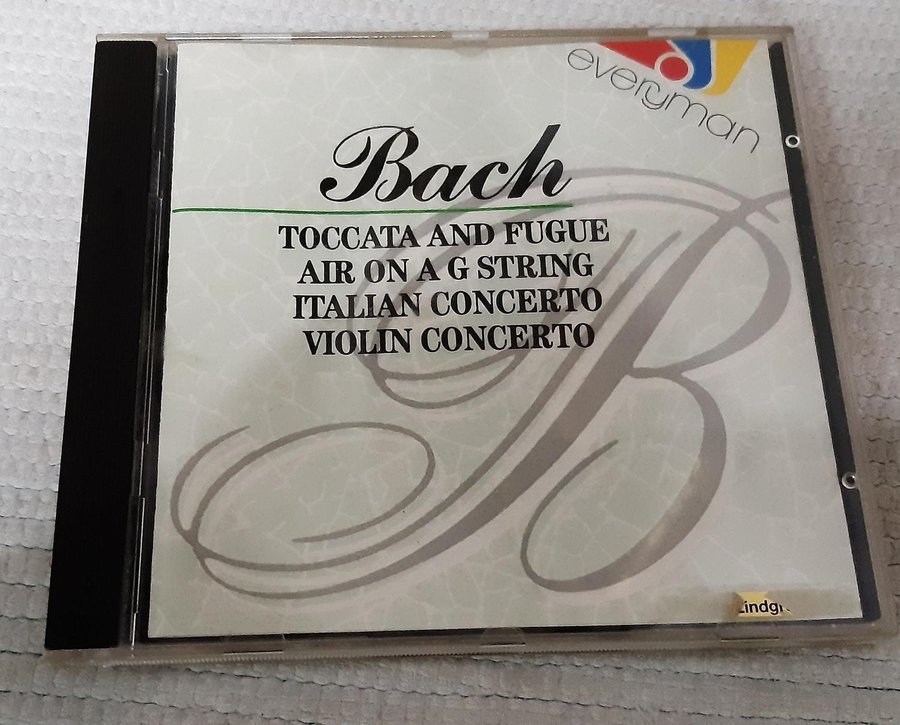 everyman
Bach
TOCCATA AND FUGUE
AIR ON A G STRING
ITALIAN CONCERTO
VIOLIN CONCERTO